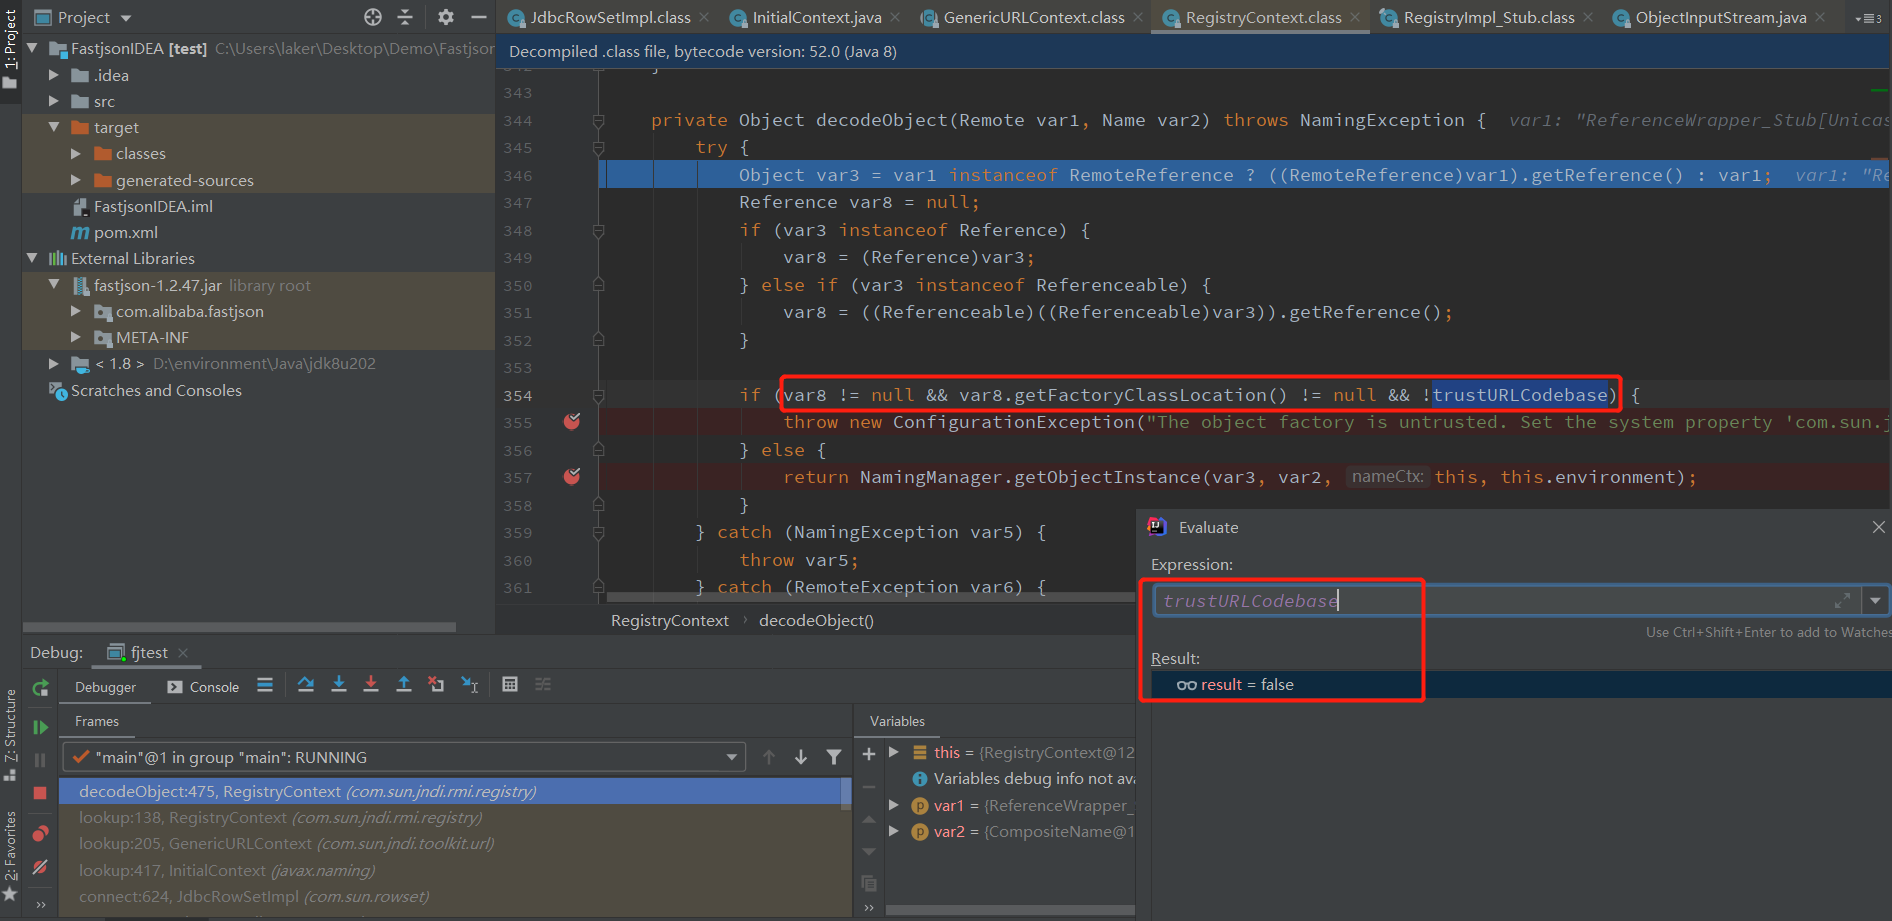 Project
JdbcRowSetImpl.class
InitialContext.java
GenericURLContext.class
RegistryContext.class
RegistryImpl_Stub.class
ObjectInputStream.java
3
1: Project
Z: Structure
2: Favorites
FastjsonIDEA [test] C:\Users\laker\Desktop\Demo\Fastjson
.idea
src
target
classes
generated-sources
FastjsonIDEA.iml
pom.xml
External Libraries
fastjson-1.2.47.jar library root
com.alibaba.fastjson
META-INF
< 1.8 > D:\environment\Java\jdk8u202
Scratches and Consoles
Decompiled .class file, bytecode version: 52.0 (Java 8)
343
344 private Object decodeObject(Remote var1, Name var2) throws NamingException { var1: "ReferenceWrapper_Stub[Unicas
345 try {
346 Object var3 = var1 instanceof RemoteReference ? ((RemoteReference)var1).getReference() : var1; var1: "Re
347 Reference var8 = null;
348 if (var3 instanceof Reference) {
349 var8 = (Reference)var3;
350 } else if (var3 instanceof Referenceable) {
351 var8 = ((Referenceable)((Referenceable)var3)).getReference();
352 }
353
354 if (var8 != null && var8.getFactoryClassLocation() != null && !trustURLCodebase) {
355 throw new ConfigurationException("The object factory is untrusted. Set the system property 'com.sun.j
356 } else {
357 return NamingManager.getObjectInstance(var3, var2, nameCtx: this, this.environment);
358 }
359 } catch (NamingException var5) {
360 throw var5;
361 } catch (RemoteException var6) {
RegistryContext › decodeObject()
Evaluate
Expression:
trustURLCodebase
Use Ctrl+Shift+Enter to add to Watches
Result:
result = false
Debug: fjtest
Debugger
Console
Frames
Variables
"main"@1 in group "main": RUNNING
decodeObject:475, RegistryContext (com.sun.jndi.rmi.registry)
lookup:138, RegistryContext (com.sun.jndi.rmi.registry)
lookup:205, GenericURLContext (com.sun.jndi.toolkit.url)
lookup:417, InitialContext (javax.naming)
connect:624, JdbcRowSetImpl (com.sun.rowset)
this = {RegistryContext@12
Variables debug info not ava
var1 = {ReferenceWrapper_
var2 = {CompositeName@1